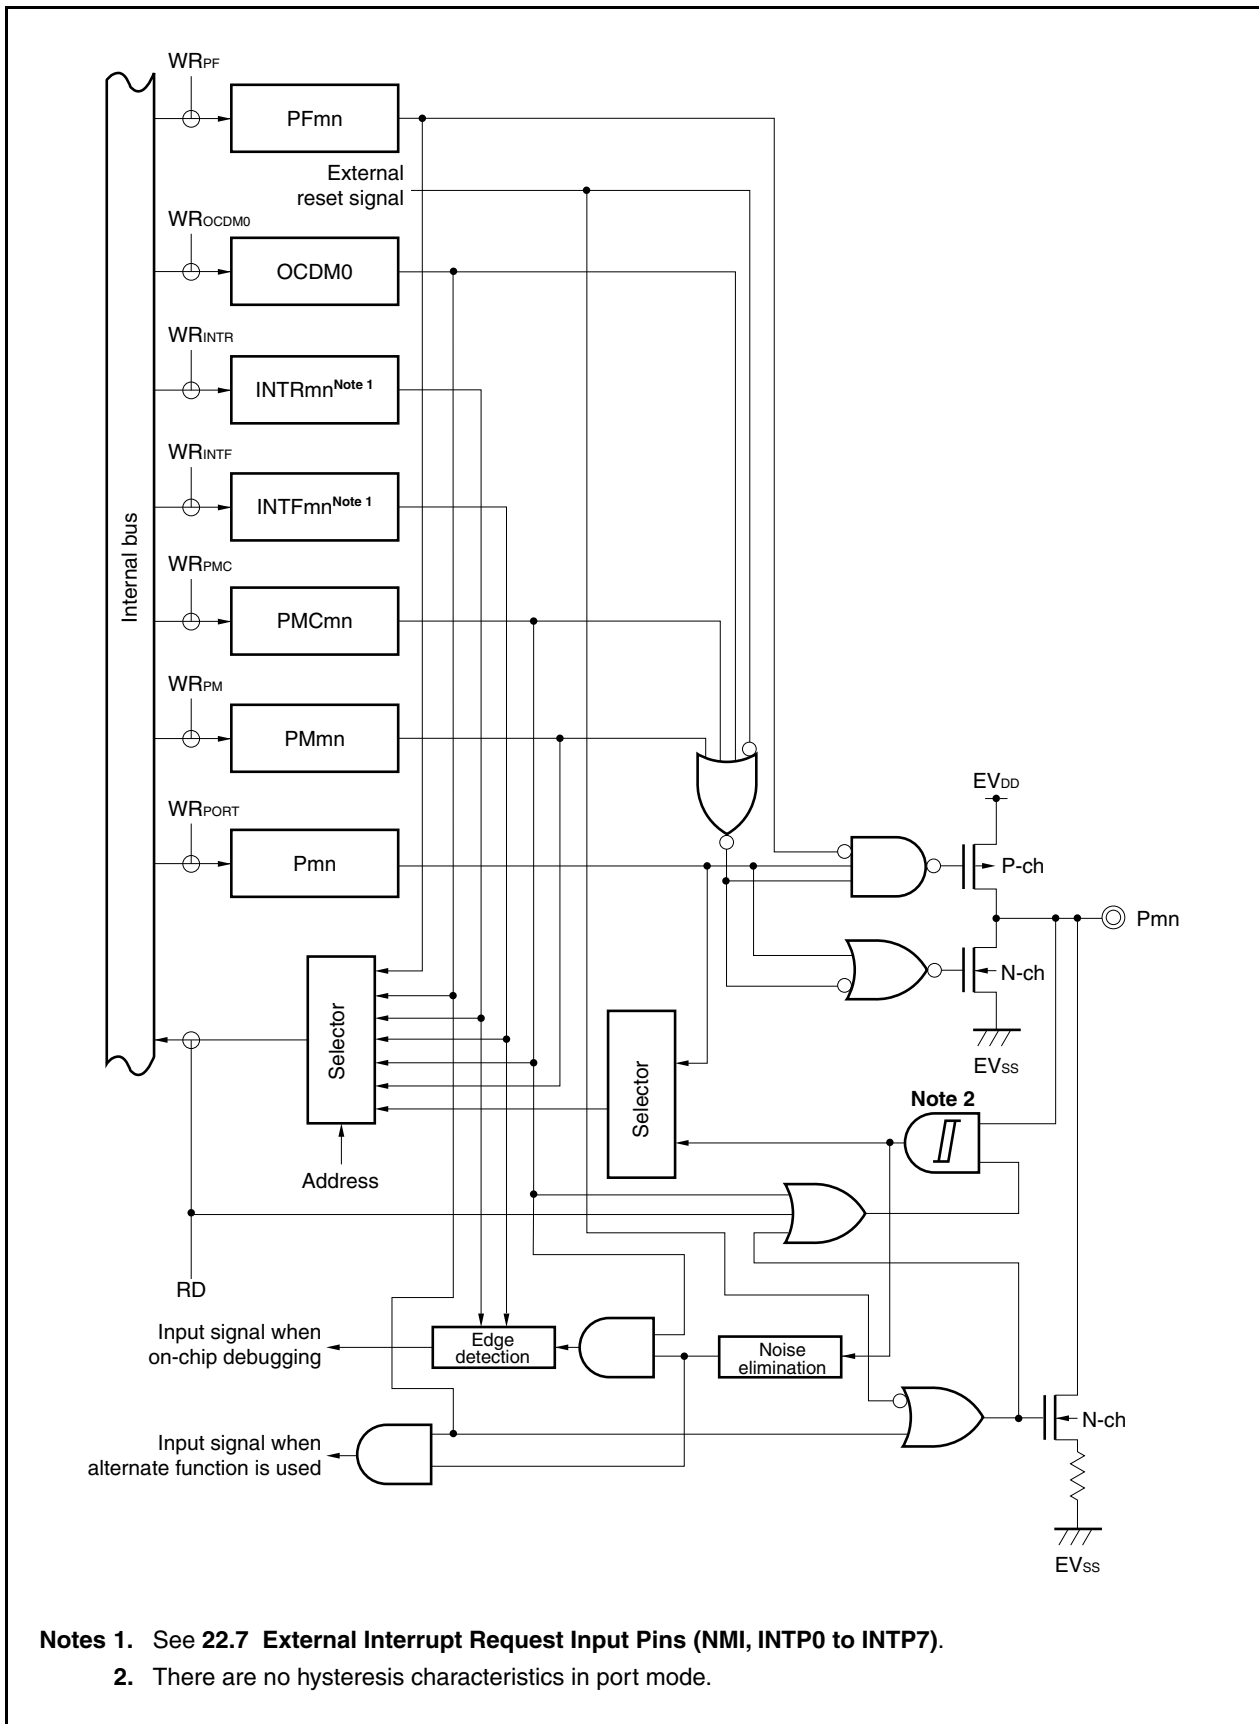 WRPF
PFmn
External
reset signal
WROCDM0
OCDM0
WRINTR
INTRmnNote 1
WRINTF
INTFmnNote 1
Internal bus
WRPMC
PMCmn
WRPM
PMmn
WRPORT
Pmn
EVDD
P-ch
Pmn
N-ch
EVSS
Selector
Selector
Note 2
Address
RD
Input signal when
on-chip debugging
Edge
detection
Noise
elimination
N-ch
Input signal when
alternate function is used
EVSS
Notes 1. See 22.7 External Interrupt Request Input Pins (NMI, INTP0 to INTP7).
2. There are no hysteresis characteristics in port mode.